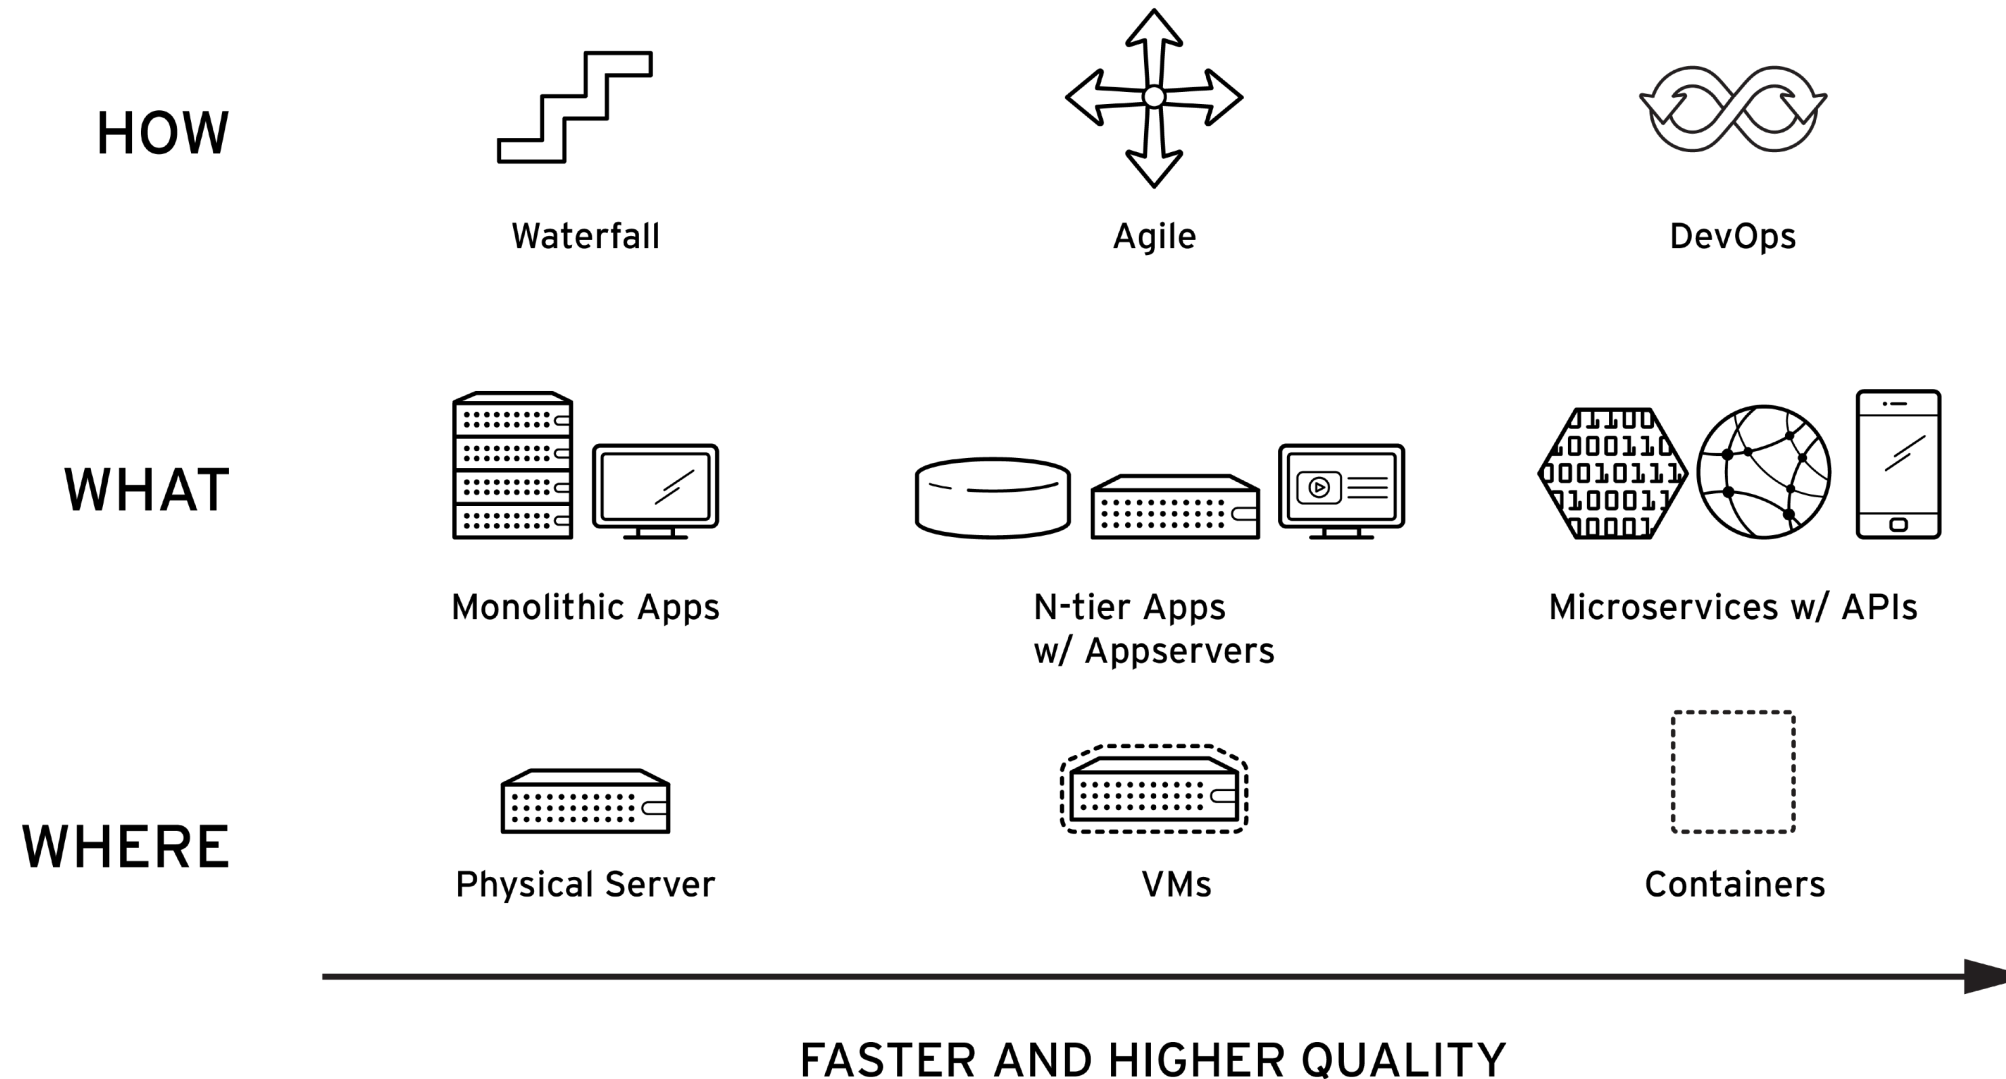 HOW
Waterfall
Agile
DevOps
WHAT
Monolithic Apps
N-tier Apps
w/ Appservers
Microservices w/ APIs
WHERE
Physical Server
VMs
Containers
FASTER AND HIGHER QUALITY